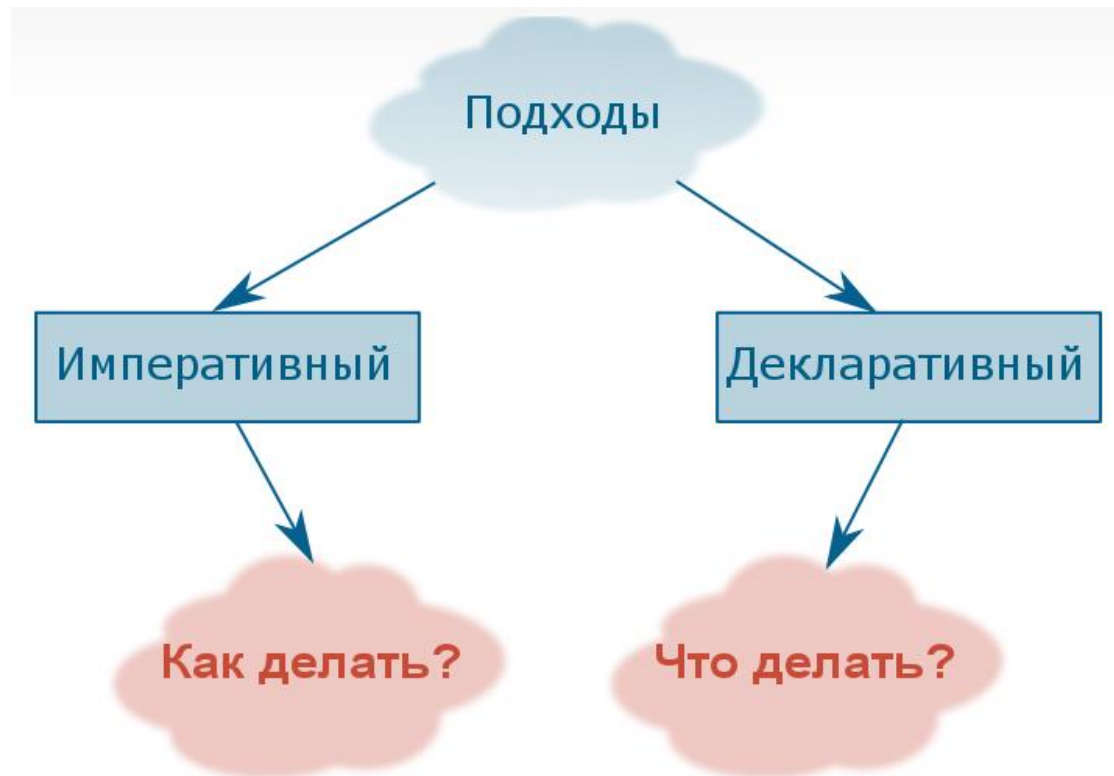 Подходы
Императивный
Декларативный
Как делать?
Что делать?